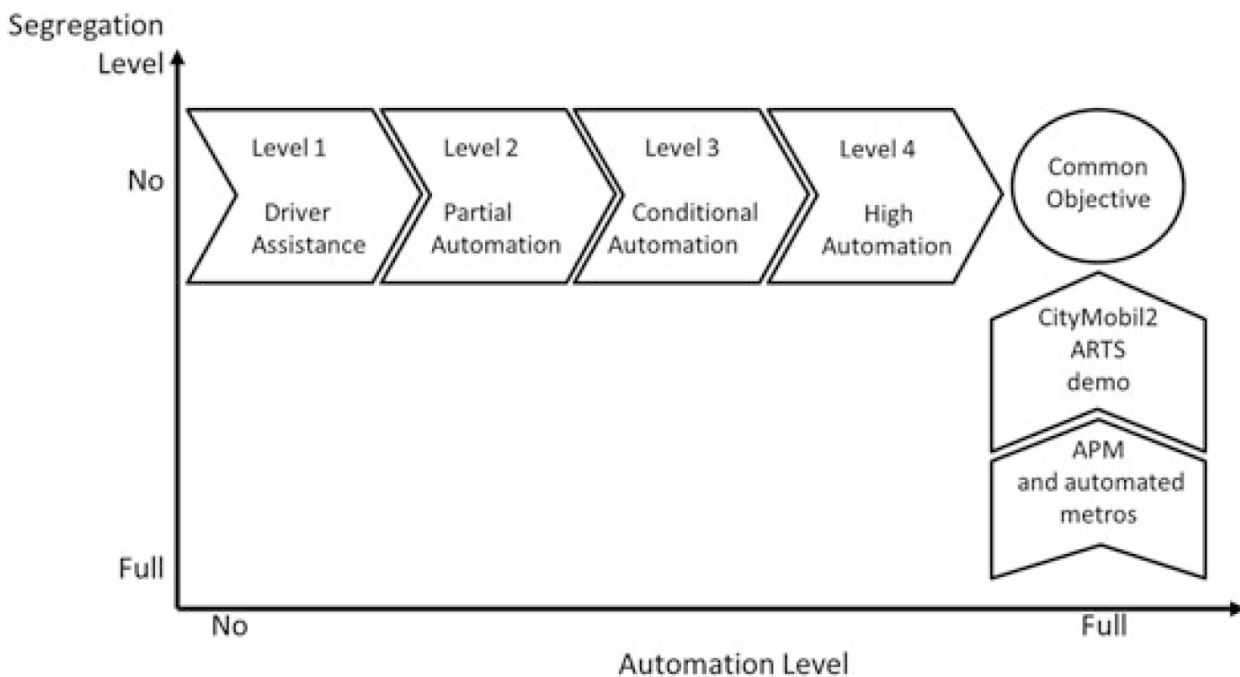 Segregation
Level
No
Full
Level 1
Driver
Assistance
Level 2
Partial
Automation
Level 3
Conditional
Automation
Level 4
High
Automation
Common
Objective
CityMobil2
ARTS
demo
APM
and automated
metros
No
Full
Automation Level